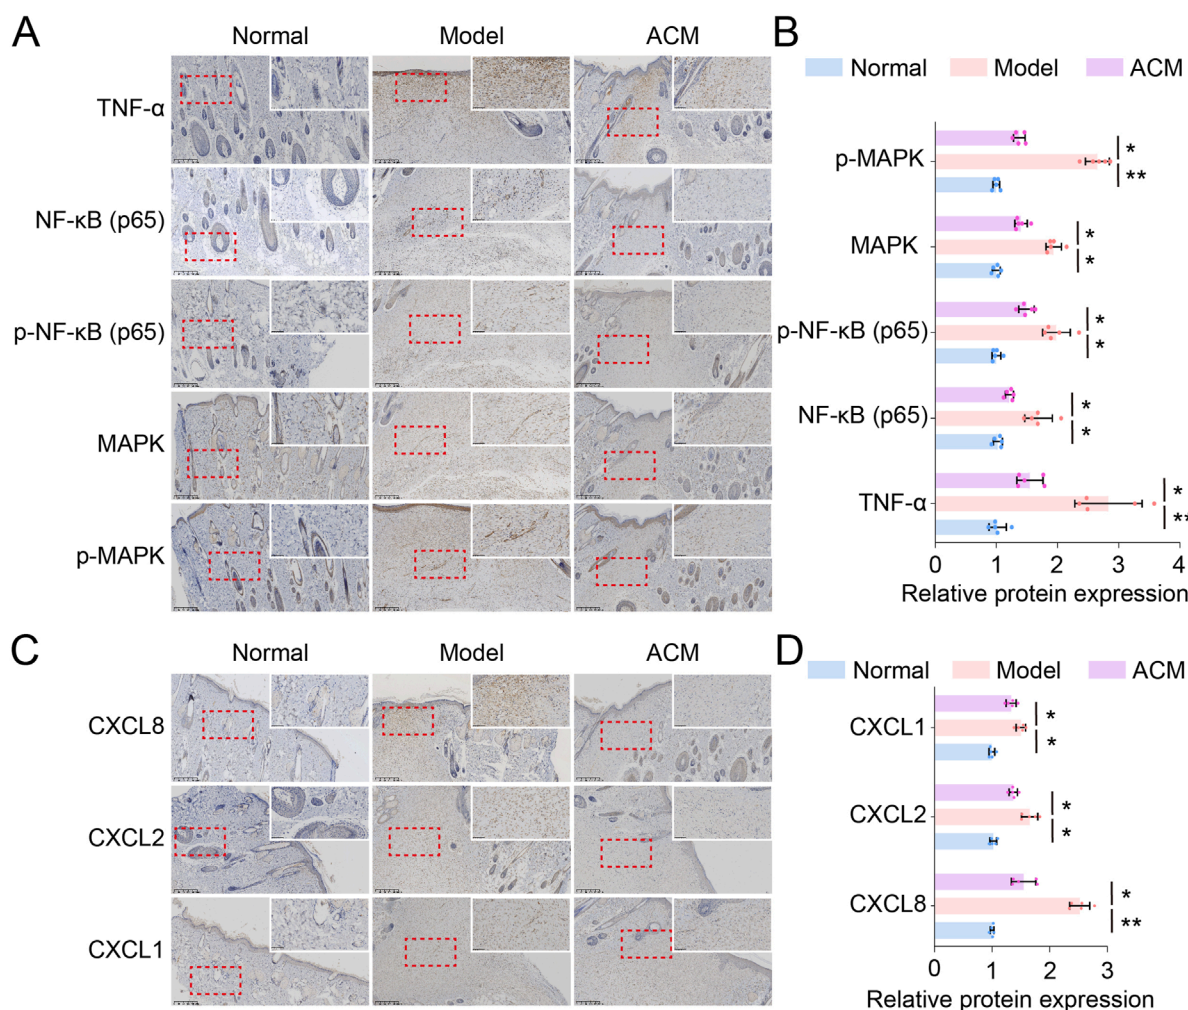 A
Normal Model ACM
TNF-α
NF-κB (p65)
p-NF-κB (p65)
MAPK
p-MAPK
B
Normal Model ACM
p-MAPK
*
**
MAPK
*
*
p-NF-κB (p65)
*
*
NF-κB (p65)
*
*
TNF-α
*
**
0 1 2 3 4
Relative protein expression
C
Normal Model ACM
CXCL8
CXCL2
CXCL1
D
Normal Model ACM
CXCL1
*
*
CXCL2
*
*
CXCL8
*
**
0 1 2 3
Relative protein expression